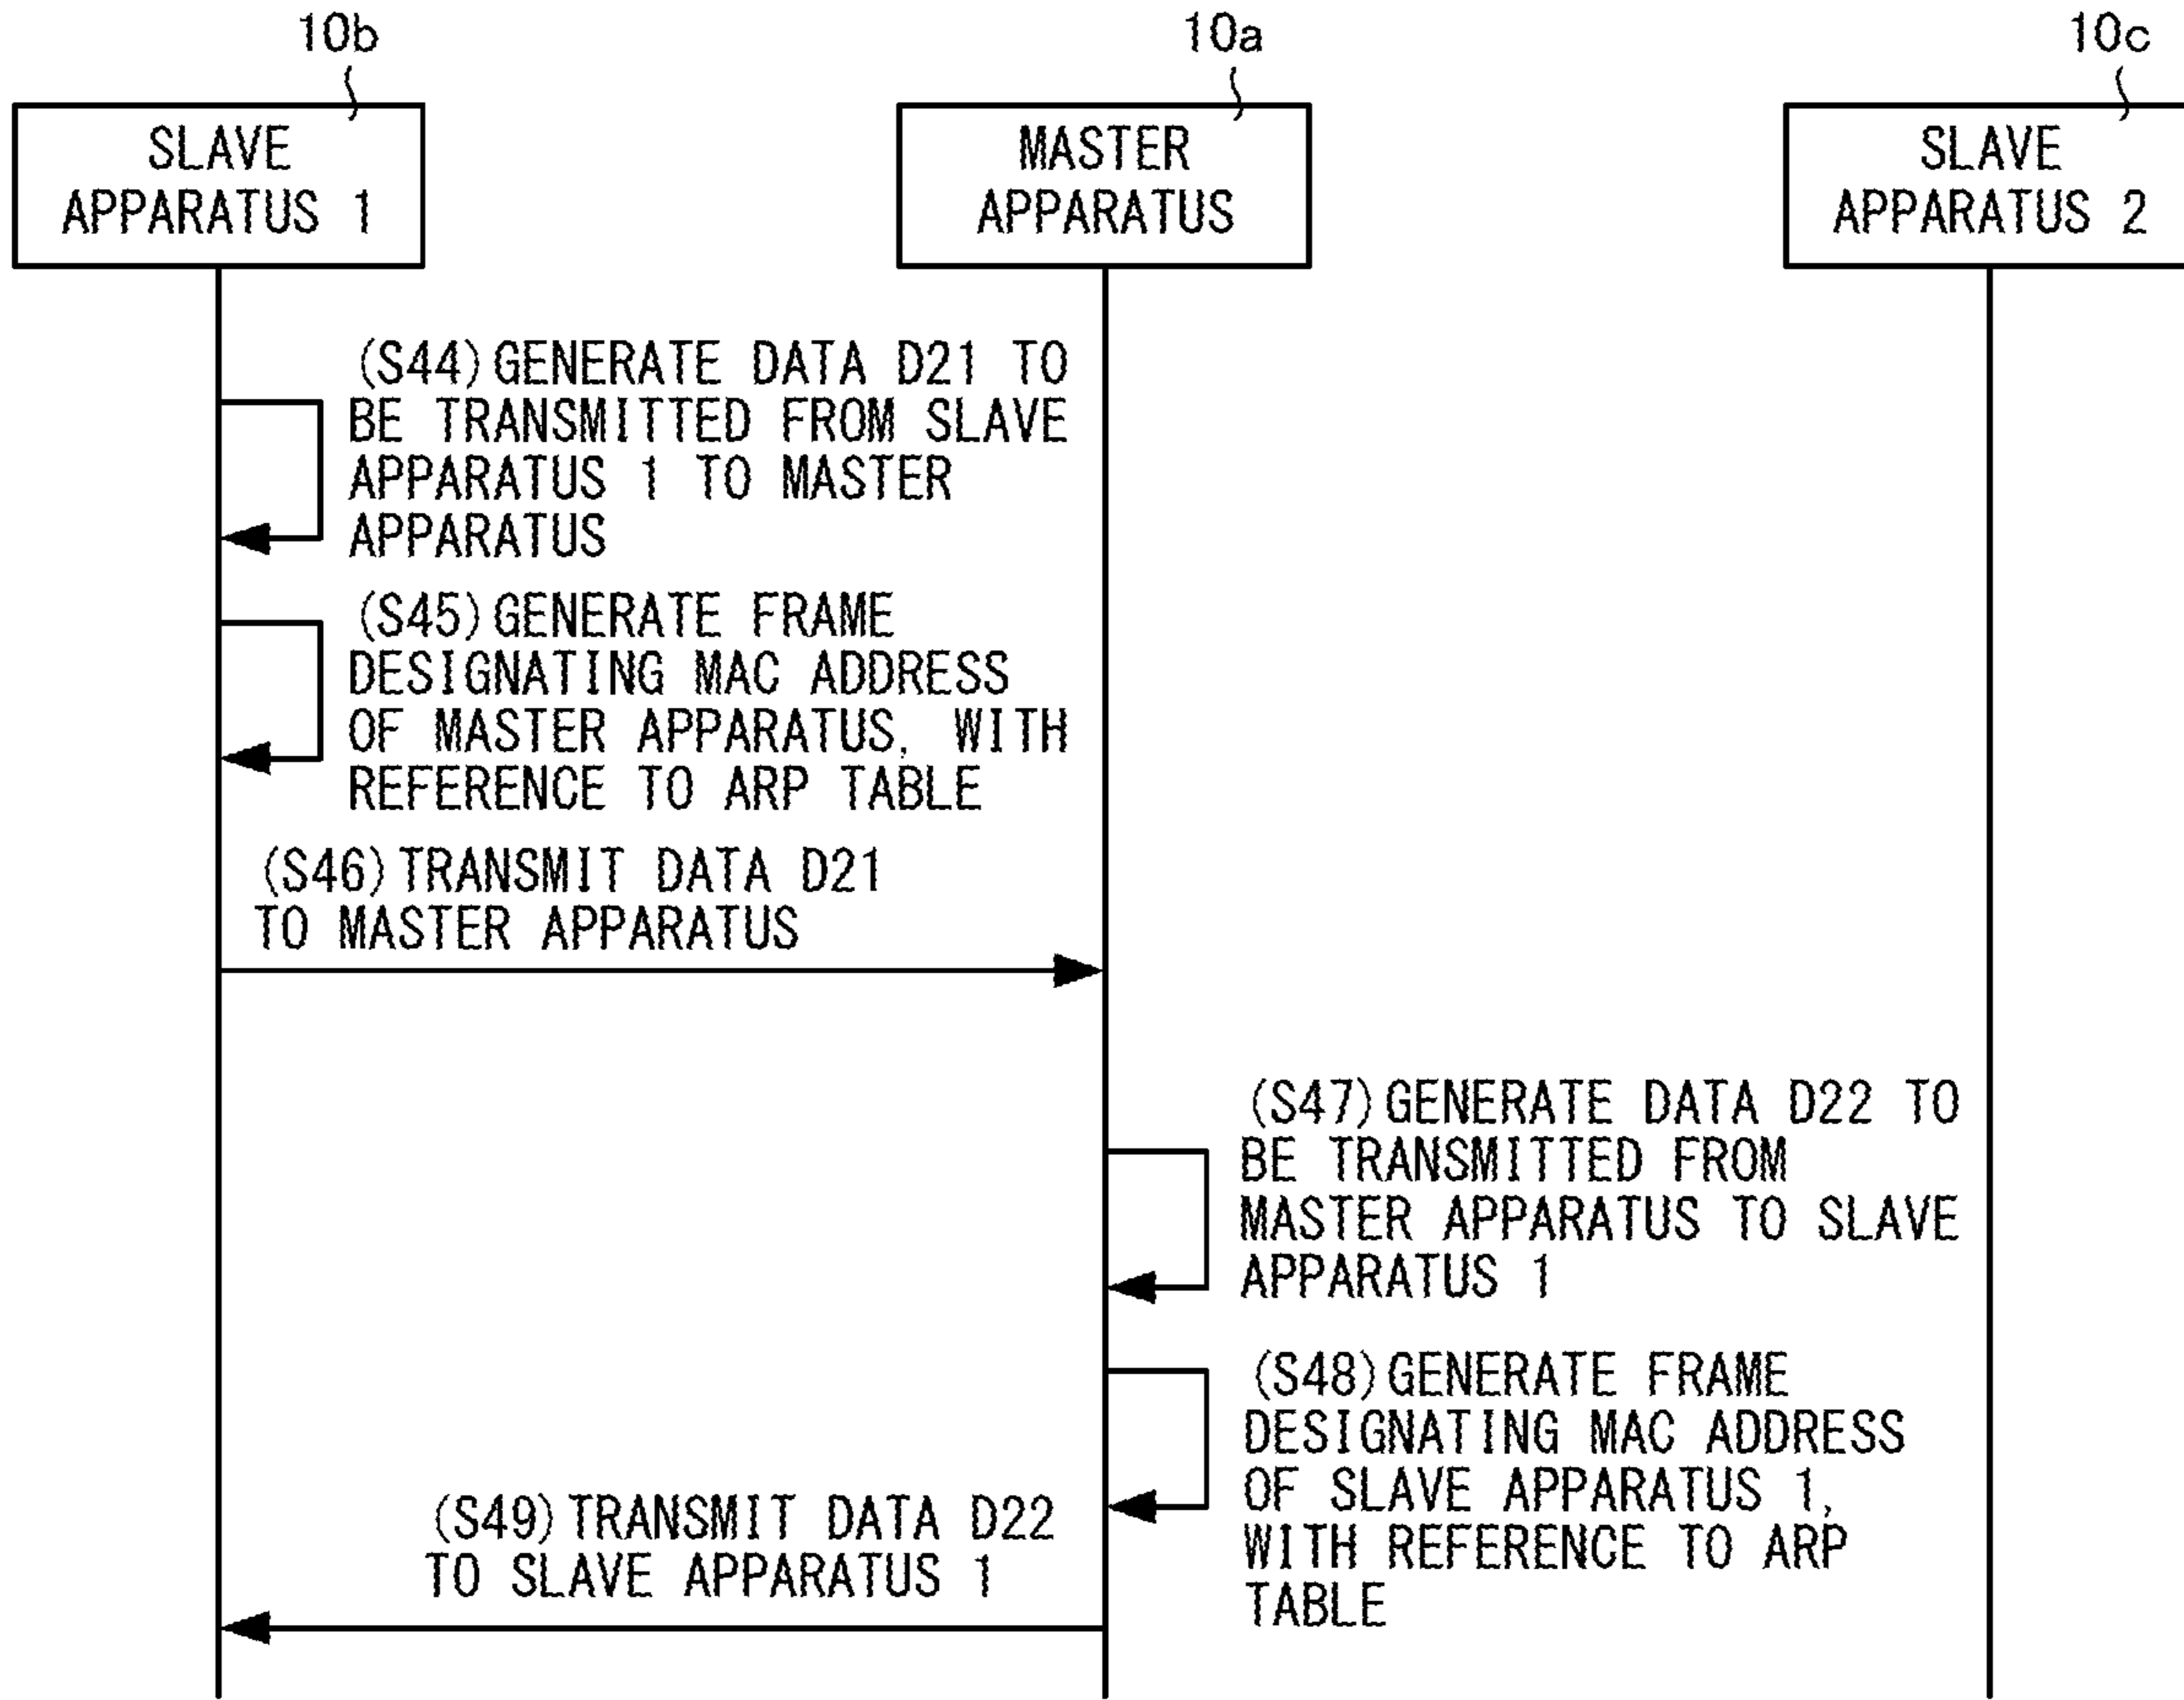 10b
10a
10c
SLAVE
APPARATUS 1
MASTER
APPARATUS
SLAVE
APPARATUS 2
(S44) GENERATE DATA D21 TO
BE TRANSMITTED FROM SLAVE
APPARATUS 1 TO MASTER
APPARATUS
(S45) GENERATE FRAME
DESIGNATING MAC ADDRESS
OF MASTER APPARATUS, WITH
REFERENCE TO ARP TABLE
(S46) TRANSMIT DATA D21
TO MASTER APPARATUS
(S47) GENERATE DATA D22 TO
BE TRANSMITTED FROM
MASTER APPARATUS TO SLAVE
APPARATUS 1
(S48) GENERATE FRAME
DESIGNATING MAC ADDRESS
OF SLAVE APPARATUS 1,
WITH REFERENCE TO ARP
TABLE
(S49) TRANSMIT DATA D22
TO SLAVE APPARATUS 1